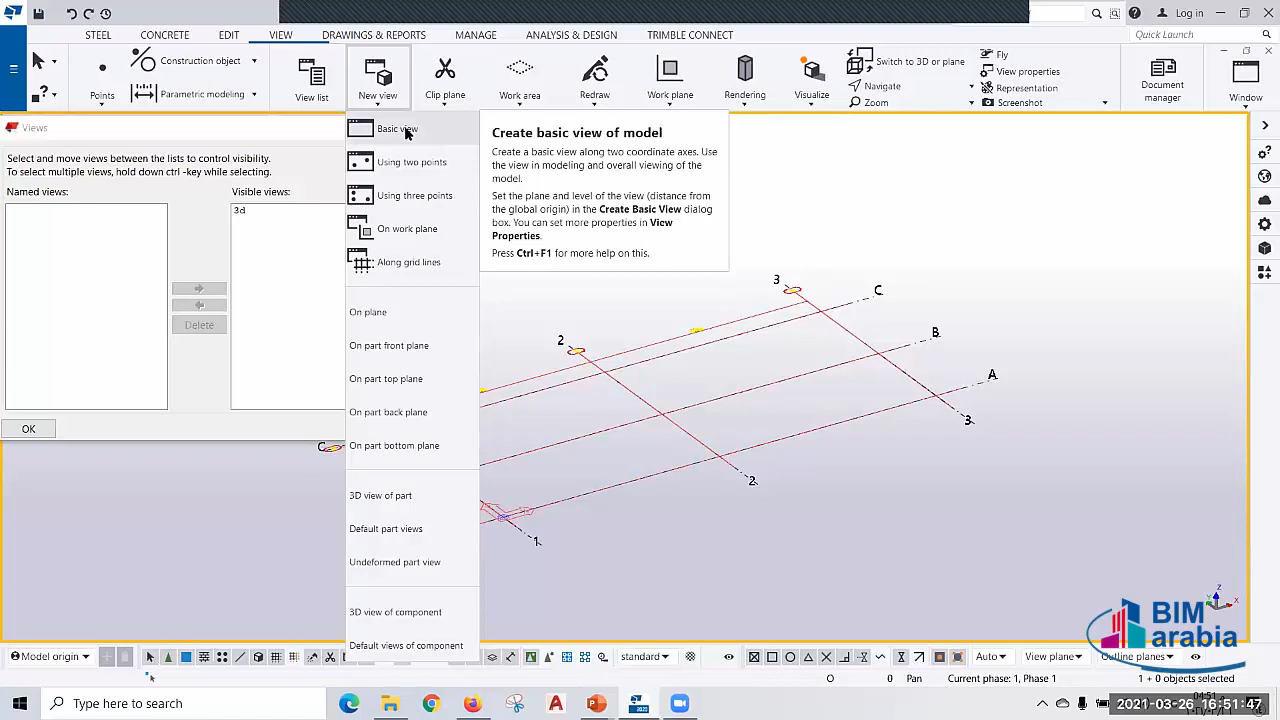 Log in
STEEL
CONCRETE
EDIT
VIEW
DRAWINGS & REPORTS
MANAGE
ANALYSIS & DESIGN
TRIMBLE CONNECT
Quick Launch
Points
Construction object
Parametric modeling
View list
New view
Clip plane
Work area
Redraw
Work plane
Rendering
Visualize
Switch to 3D or plane
Navigate
Zoom
Fly
View properties
Representation
Screenshot
Document
manager
Window
Views
Select and move
between the lists to control visibility.
To select multiple views, hold down ctrl -key while selecting.
Named views:
Visible views:
3d
Delete
OK
Basic view
Using two points
Using three points
On work plane
Along grid lines
On plane
On part front plane
On part top plane
On part back plane
On part bottom plane
3D view of part
Default part views
Undeformed part view
3D view of component
Default views of component
Create basic view of model
Create a basic view along two coordinate axes. Use
the view in modeling and overall viewing of the
model.
Set the plane and level of the view (distance from
the global origin) in the Create Basic View dialog
box. You can set more properties in View
Properties.
Press Ctrl+F1 for more help on this.
3
C
2
B
A
3
2
1
C
Z
X
BIM
arabia
Model origin
standard
Auto
View plane
Outline planes
O
0
Pan
Current phase: 1, Phase 1
1 + 0 objects selected
Type here to search
04:51
2021-03-26 16:51:47